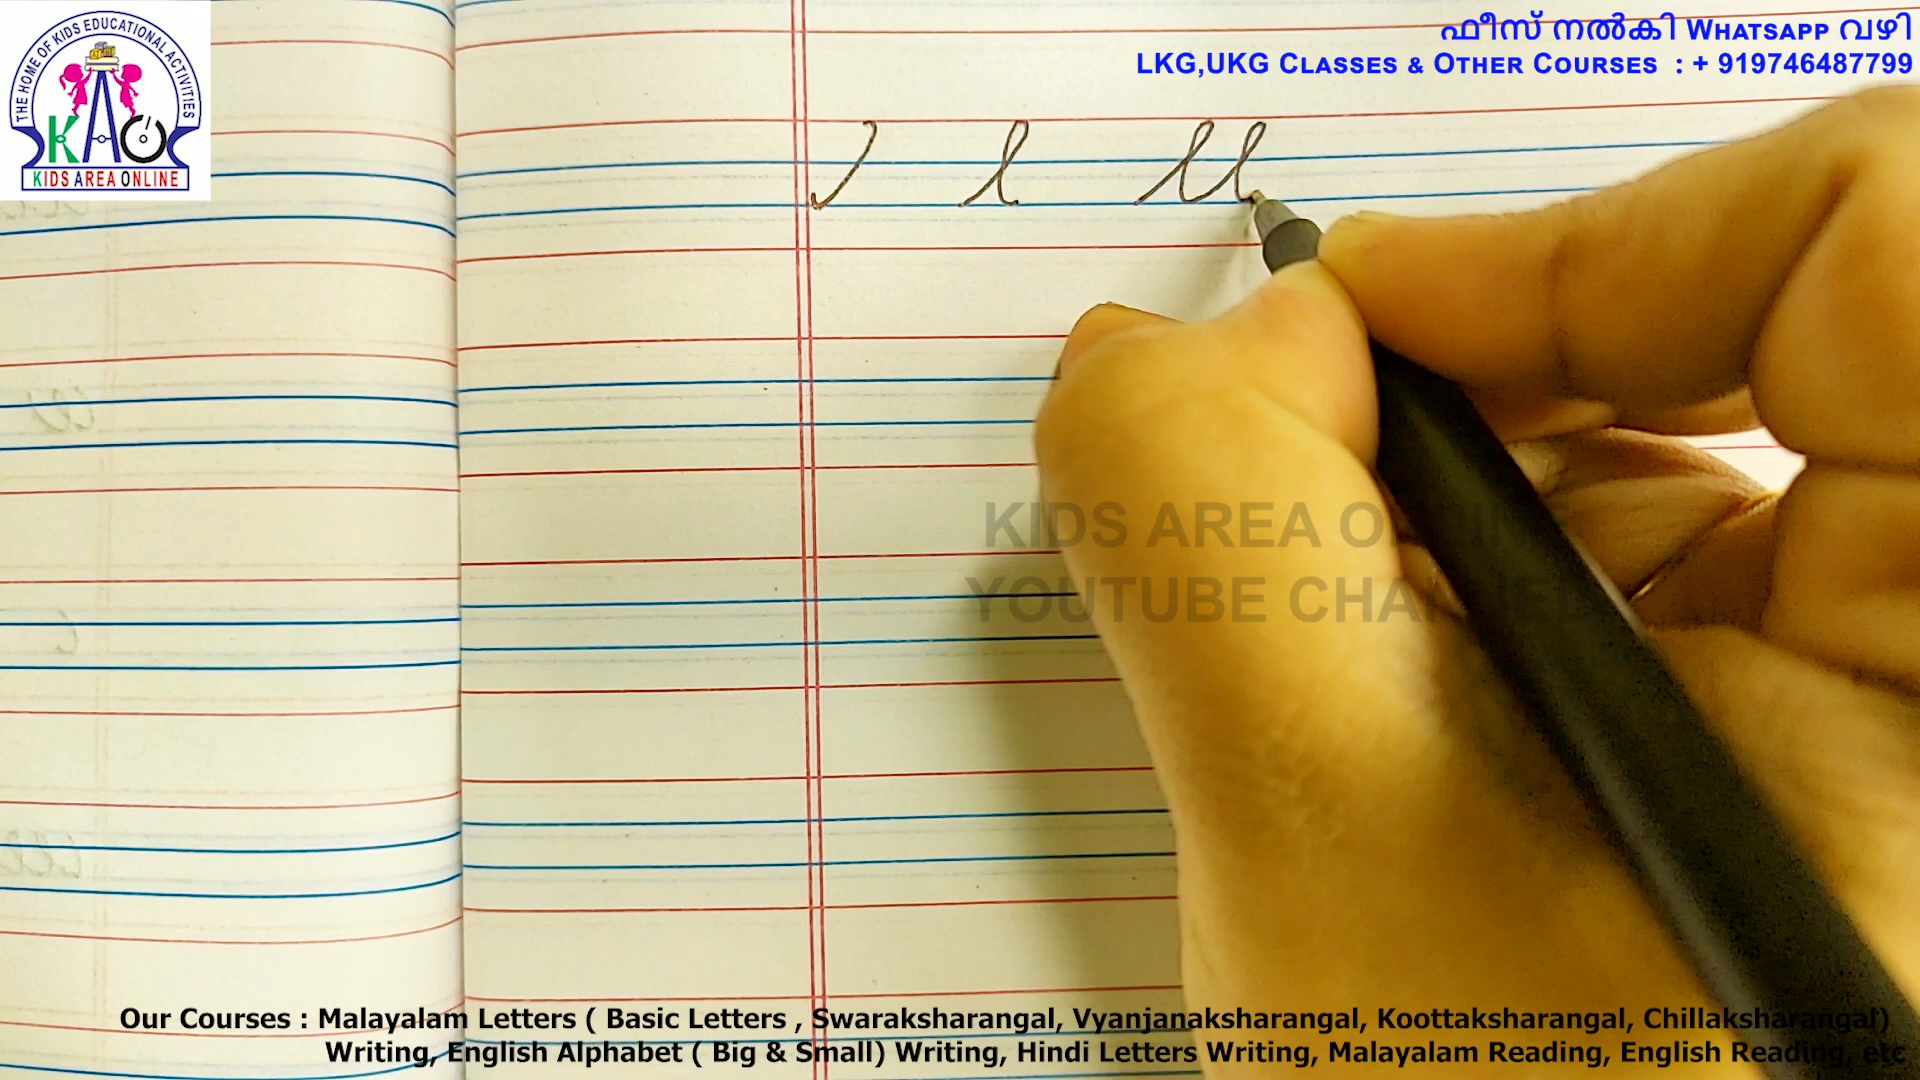 THE HOME OF KIDS EDUCATIONAL ACTIVITIES
KAO
KIDS AREA ONLINE
ഫീസ് നൽകി WHATSAPP വഴി
LKG,UKG CLASSES & OTHER COURSES : + 919746487799
l ll
KIDS AREA ONLINE
YOUTUBE CHANNEL
Our Courses : Malayalam Letters ( Basic Letters , Swaraksharangal, Vyanjanaksharangal, Koottaksharangal, Chillaksharangal)
Writing, English Alphabet ( Big & Small) Writing, Hindi Letters Writing, Malayalam Reading, English Reading, etc